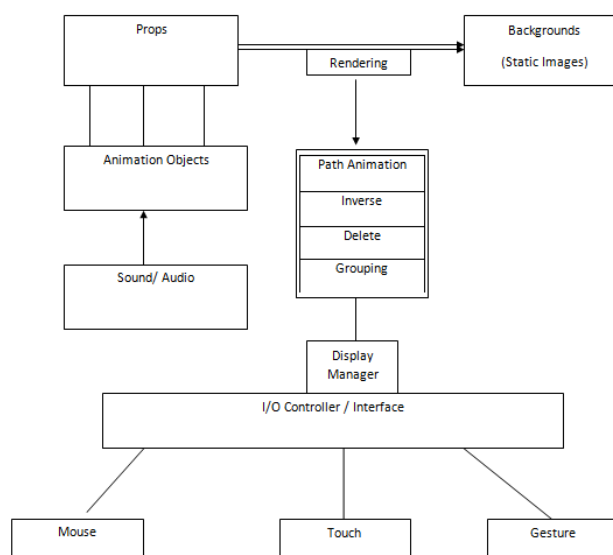 Props
Backgrounds
(Static Images)
Rendering
Animation Objects
Path Animation
Inverse
Delete
Grouping
Sound/ Audio
Display
Manager
I/O Controller / Interface
Mouse
Touch
Gesture